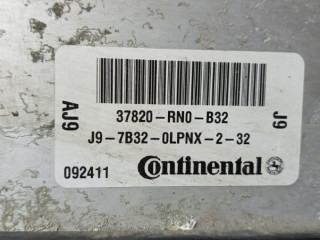 AJ9
37820-RN0-B32
J9-7B32-0LPNX-2-32
J9
092411 Continental